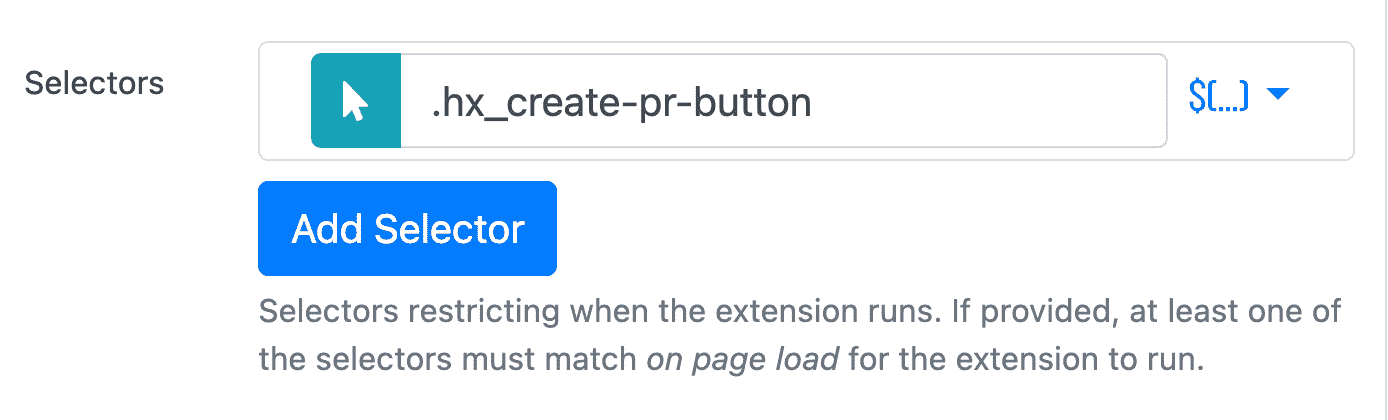 Selectors
.hx_create-pr-button
$(...)
Add Selector
Selectors restricting when the extension runs. If provided, at least one of
the selectors must match on page load for the extension to run.